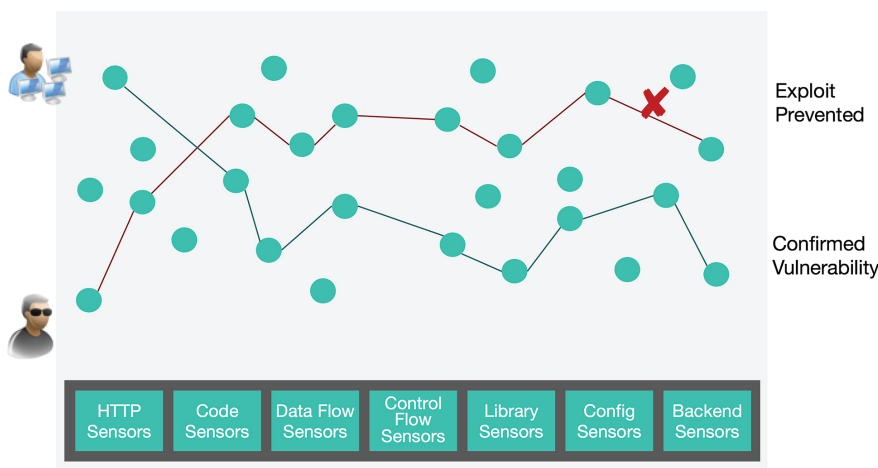 Exploit
Prevented
Confirmed
Vulnerability
HTTP
Sensors
Code
Sensors
Data Flow
Sensors
Control
Flow
Sensors
Library
Sensors
Config
Sensors
Backend
Sensors